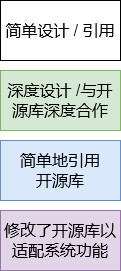 简单设计 / 引用
深度设计 /与开
源库深度合作
简单地引用
开源库
修改了开源库以
适配系统功能